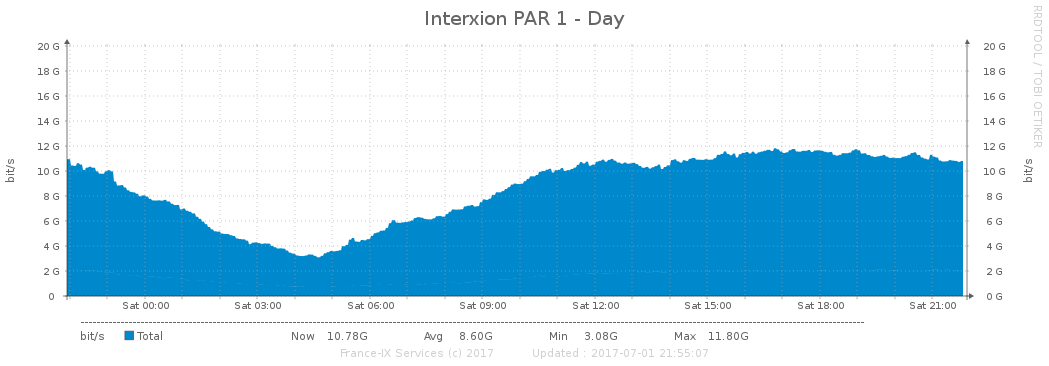 Interxion PAR 1 - Day
RRDTOOL / TOBI OETIKER
bit/s
20 G 20 G
18 G 18 G
16 G 16 G
14 G 14 G
12 G 12 G
10 G 10 G
8 G 8 G
6 G 6 G
4 G 4 G
2 G 2 G
0 0 G
bit/s
Sat 00:00 Sat 03:00 Sat 06:00 Sat 09:00 Sat 12:00 Sat 15:00 Sat 18:00 Sat 21:00
bit/s Total Now 10.78G Avg 8.60G Min 3.08G Max 11.80G
France-IX Services (c) 2017 Updated : 2017-07-01 21:55:07